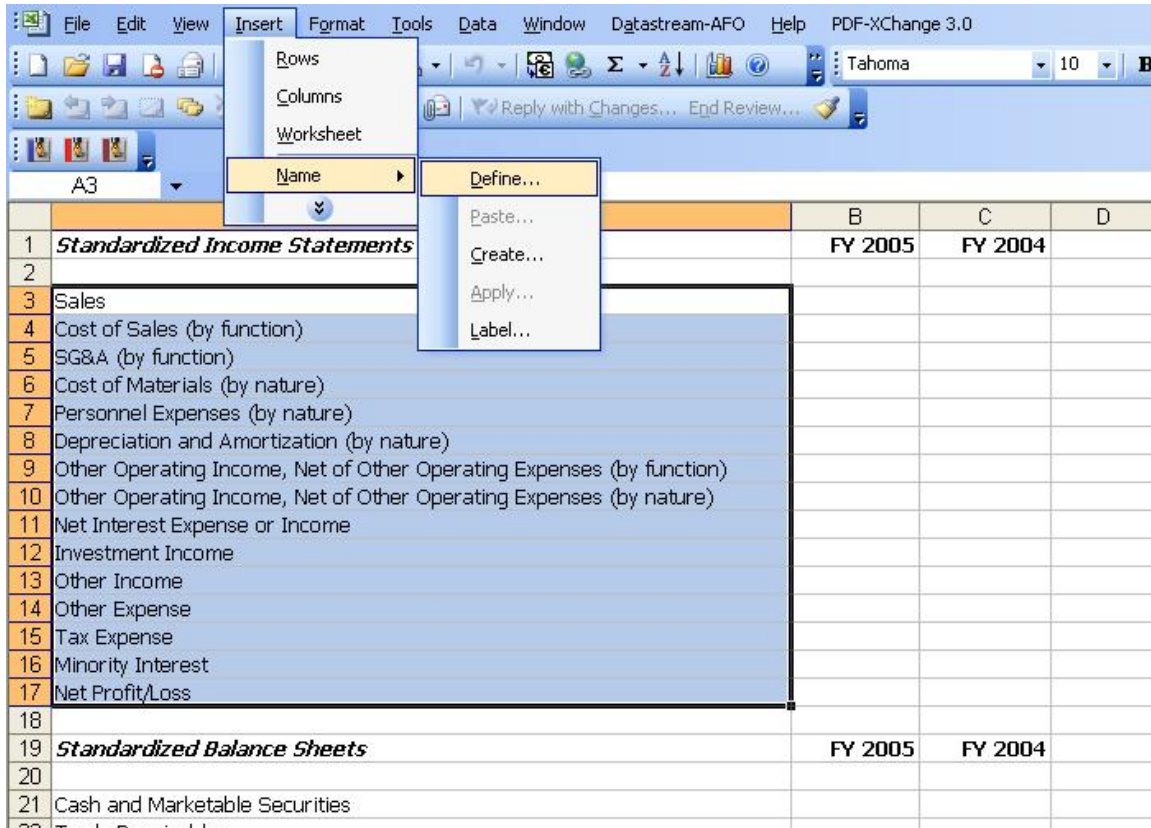 File Edit View Insert Format Tools Data Window Datastream-AFO Help PDF-XChange 3.0
Rows
Tahoma 10 B
Columns
Reply with Changes... End Review...
Worksheet
A3
Name
Define...
Paste...
Create...
Apply...
Label...
B C D
1 Standardized Income Statements FY 2005 FY 2004
2
3 Sales
4 Cost of Sales (by function)
5 SG&A (by function)
6 Cost of Materials (by nature)
7 Personnel Expenses (by nature)
8 Depreciation and Amortization (by nature)
9 Other Operating Income, Net of Other Operating Expenses (by function)
10 Other Operating Income, Net of Other Operating Expenses (by nature)
11 Net Interest Expense or Income
12 Investment Income
13 Other Income
14 Other Expense
15 Tax Expense
16 Minority Interest
17 Net Profit/Loss
18
19 Standardized Balance Sheets FY 2005 FY 2004
20
21 Cash and Marketable Securities